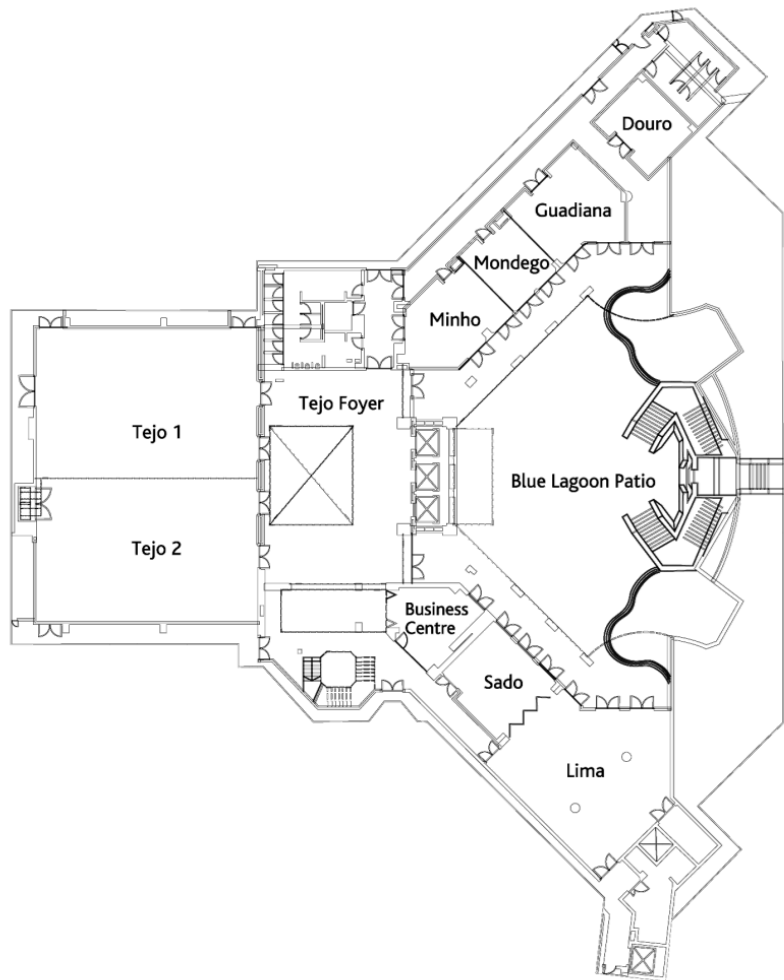 Douro
Guadiana
Mondego
Minho
Tejo Foyer
Tejo 1
Blue Lagoon Patio
Tejo 2
Business
Centre
Sado
Lima